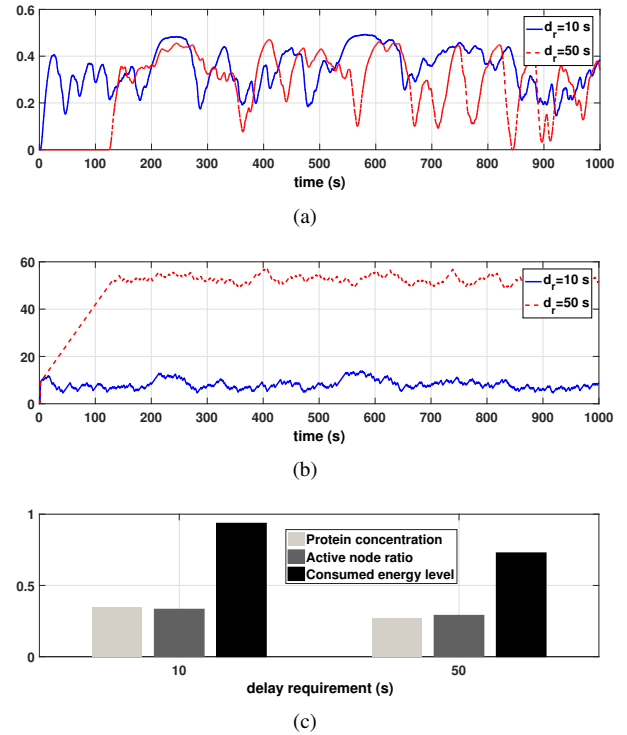 0.6
0.4
0.2
0
d_r=10 s
d_r=50 s
0 100 200 300 400 500 600 700 800 900 1000
time (s)
(a)
60
40
20
0
d_r=10 s
d_r=50 s
0 100 200 300 400 500 600 700 800 900 1000
time (s)
(b)
1
0.5
0
Protein concentration
Active node ratio
Consumed energy level
10 50
delay requirement (s)
(c)